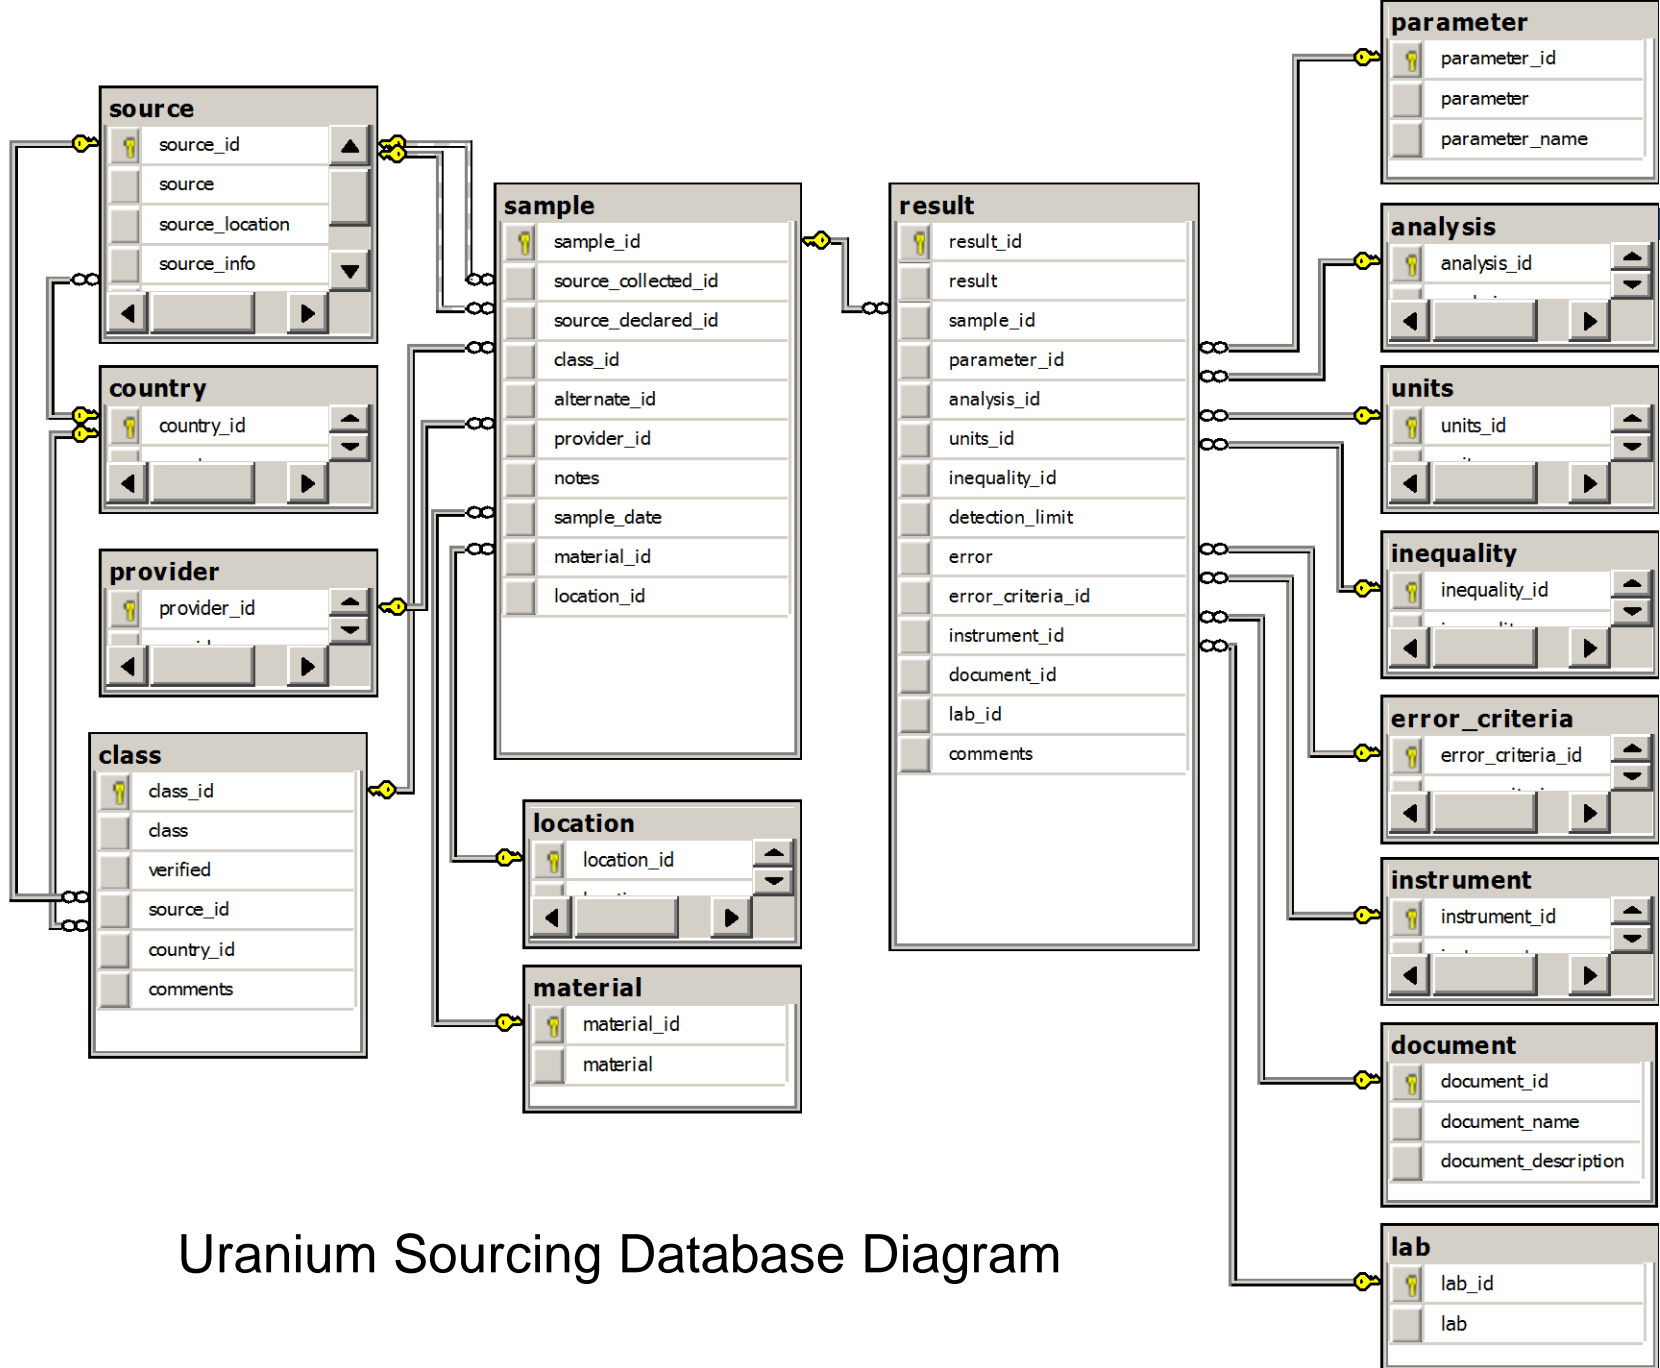 source
source_id
source
source_location
source_info
country
country_id
provider
provider_id
class
class_id
class
verified
source_id
country_id
comments
sample
sample_id
source_collected_id
source_declared_id
class_id
alternate_id
provider_id
notes
sample_date
material_id
location_id
location
location_id
material
material_id
material
result
result_id
result
sample_id
parameter_id
analysis_id
units_id
inequality_id
detection_limit
error
error_criteria_id
instrument_id
document_id
lab_id
comments
parameter
parameter_id
parameter
parameter_name
analysis
analysis_id
units
units_id
inequality
inequality_id
error_criteria
error_criteria_id
instrument
instrument_id
document
document_id
document_name
document_description
lab
lab_id
lab
Uranium Sourcing Database Diagram